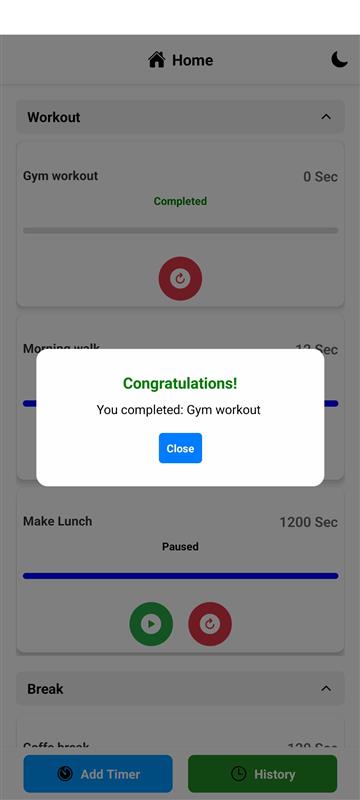 Home
Workout
Gym workout
0 Sec
Completed
Morning walk
12 Sec
Congratulations!
You completed: Gym workout
Close
Make Lunch
1200 Sec
Paused
Break
Coffe break
120 Sec
Add Timer
History